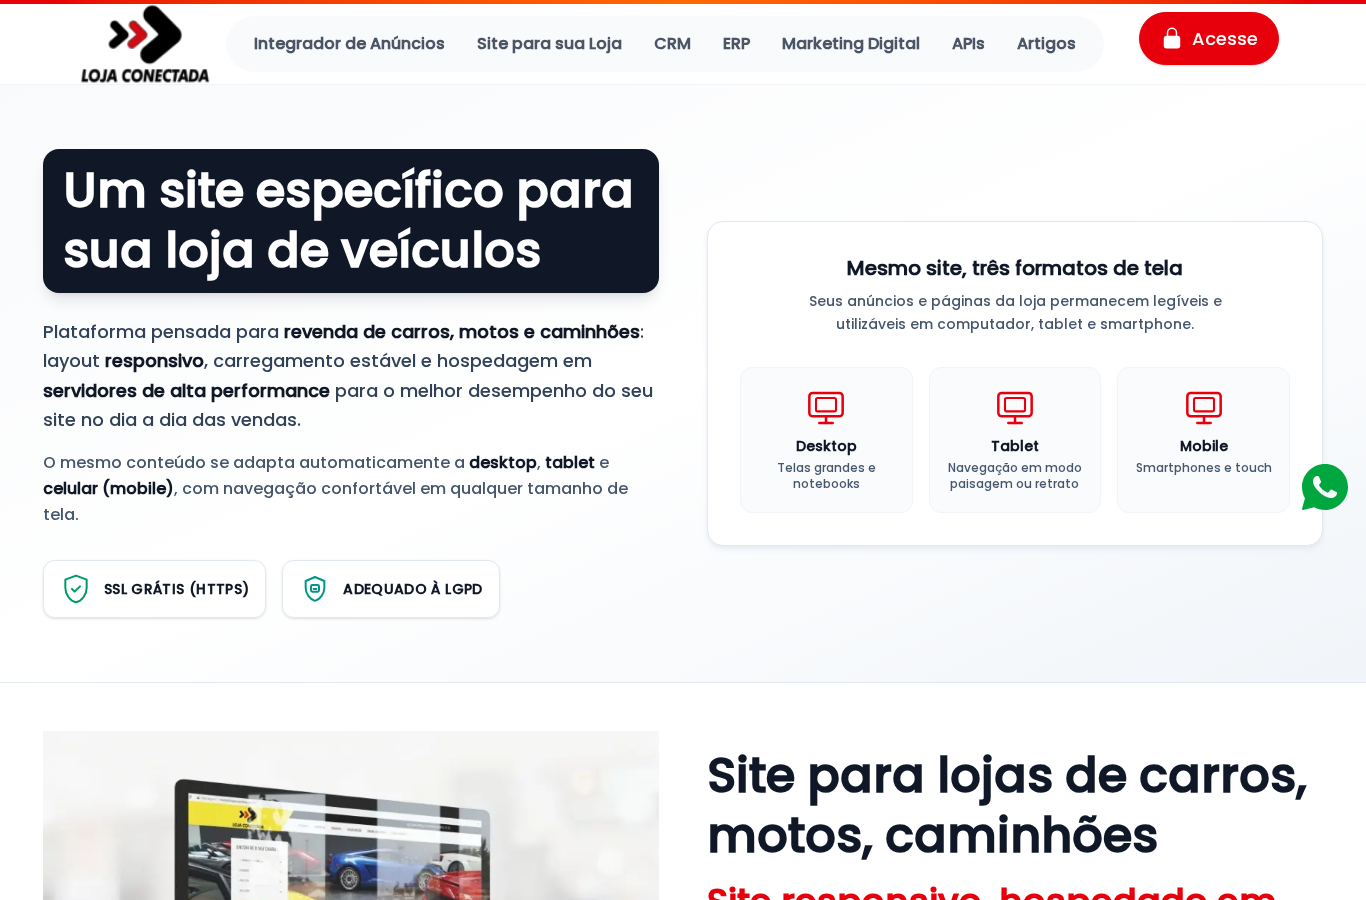 LOJA CONECTADA
Integrador de Anúncios
Site para sua Loja
CRM
ERP
Marketing Digital
APIs
Artigos
Acesse
Um site específico para
sua loja de veículos
Plataforma pensada para revenda de carros, motos e caminhões:
layout responsivo, carregamento estável e hospedagem em
servidores de alta performance para o melhor desempenho do seu
site no dia a dia das vendas.
O mesmo conteúdo se adapta automaticamente a desktop, tablet e
celular (mobile), com navegação confortável em qualquer tamanho de
tela.
SSL GRÁTIS (HTTPS)
ADEQUADO À LGPD
Mesmo site, três formatos de tela
Seus anúncios e páginas da loja permanecem legíveis e
utilizáveis em computador, tablet e smartphone.
Desktop
Telas grandes e
notebooks
Tablet
Navegação em modo
paisagem ou retrato
Mobile
Smartphones e touch
LOJA CONECTADA
Site para lojas de carros,
motos, caminhões
Site responsivo, hospedado em